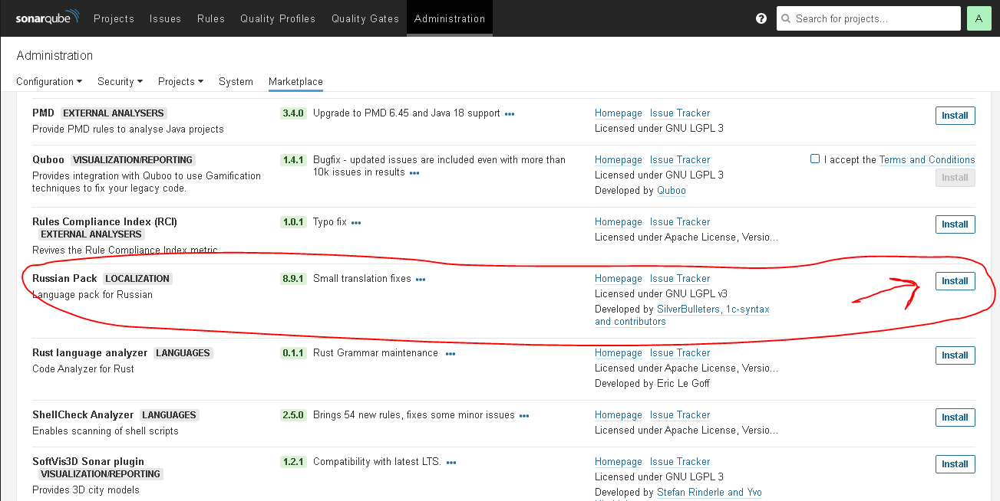 sonarqube Projects Issues Rules Quality Profiles Quality Gates Administration ? Search for projects... A
Administration
Configuration Security Projects System Marketplace
PMD EXTERNAL ANALYSERS 3.4.0 Upgrade to PMD 6.45 and Java 18 support ••• Homepage Issue Tracker Install
Provide PMD rules to analyse Java projects Licensed under GNU LGPL 3
Quboo VISUALIZATION/REPORTING 1.4.1 Bugfix - updated issues are included even with more than Homepage Issue Tracker I accept the Terms and Conditions
Provides integration with Quboo to use Gamification 10k issues in results ••• Licensed under GNU LGPL 3 Install
techniques to fix your legacy code. Developed by Quboo
Rules Compliance Index (RCI) 1.0.1 Typo fix ••• Homepage Issue Tracker Install
EXTERNAL ANALYSERS Licensed under Apache License, Versio...
Revives the Rule Compliance Index metric
Russian Pack LOCALIZATION 8.9.1 Small translation fixes ••• Homepage Issue Tracker Install
Language pack for Russian Licensed under GNU LGPL v3
Developed by SilverBulleters, 1c-syntax
and contributors
Rust language analyzer LANGUAGES 0.1.1 Rust Grammar maintenance ••• Homepage Issue Tracker Install
Code Analyzer for Rust Licensed under Apache License, Versio...
Developed by Eric Le Goff
ShellCheck Analyzer LANGUAGES 2.5.0 Brings 54 new rules, fixes some minor issues ••• Homepage Issue Tracker Install
Enables scanning of shell scripts Licensed under Apache License, Versio...
SoftVis3D Sonar plugin 1.2.1 Compatibility with latest LTS. ••• Homepage Issue Tracker Install
VISUALIZATION/REPORTING Licensed under GNU LGPL 3
Provides 3D city models Developed by Stefan Rinderle and Yvo